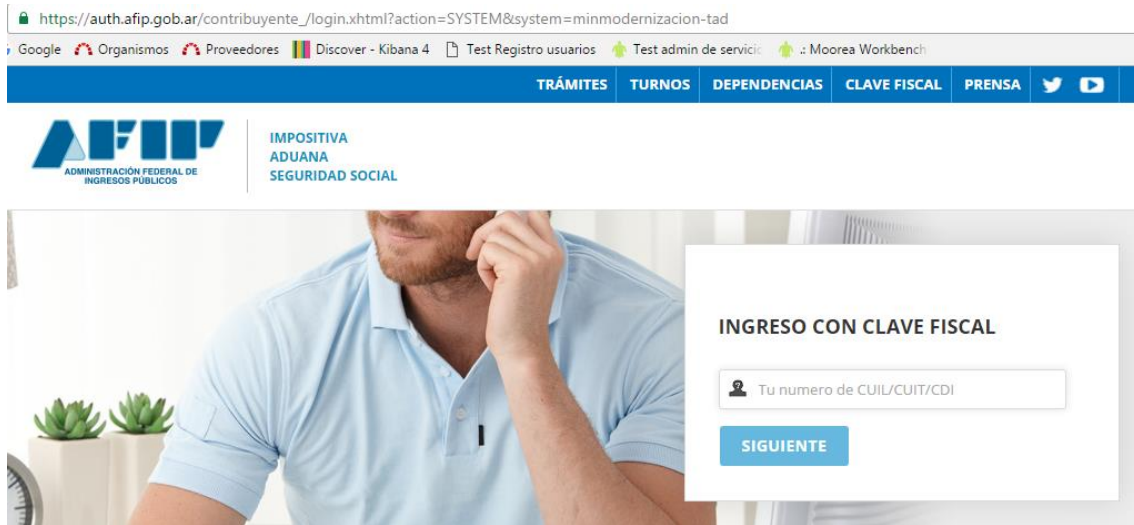 https://auth.afip.gob.ar/contribuyente_/login.xhtml?action=SYSTEM&system=minmodernizacion-tad
Google Organismos Proveedores Discover - Kibana 4 Test Registro usuarios Test admin de servicio .: Moorea Workbench
TRÁMITES TURNOS DEPENDENCIAS CLAVE FISCAL PRENSA
AFIP
ADMINISTRACIÓN FEDERAL DE
INGRESOS PÚBLICOS
IMPOSITIVA
ADUANA
SEGURIDAD SOCIAL
INGRESO CON CLAVE FISCAL
Tu numero de CUIL/CUIT/CDI
SIGUIENTE